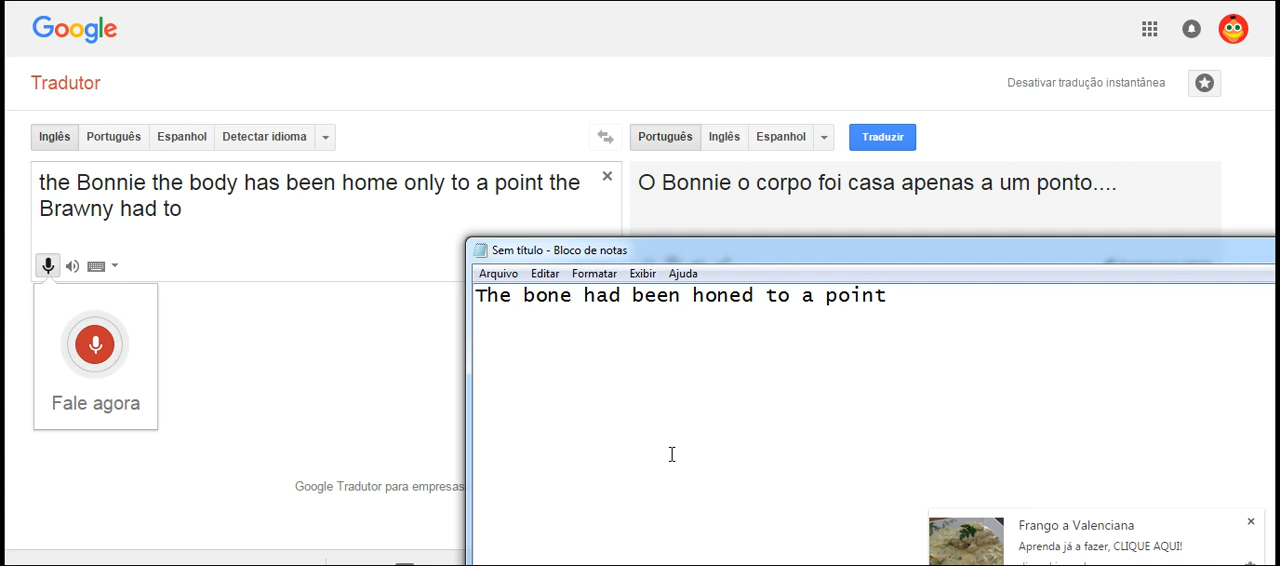 Google
Tradutor
Desativar tradução instantânea
Inglês Português Espanhol Detectar idioma
Português Inglês Espanhol Traduzir
the Bonnie the body has been home only to a point the
Brawny had to
O Bonnie o corpo foi casa apenas a um ponto....
Fale agora
Google Tradutor para empresas
Sem título - Bloco de notas
Arquivo Editar Formatar Exibir Ajuda
The bone had been honed to a point
Frango a Valenciana
Aprenda já a fazer, CLIQUE AQUI!